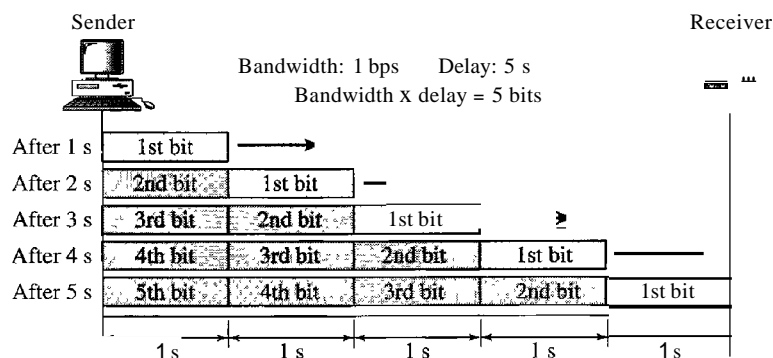 Sender Receiver
Bandwidth: 1 bps Delay: 5 s
Bandwidth x delay = 5 bits
After 1 s 1st bit
After 2 s 2nd bit 1st bit
After 3 s 3rd bit 2nd bit 1st bit
After 4 s 4th bit 3rd bit 2nd bit 1st bit
After 5 s 5th bit 4th bit 3rd bit 2nd bit 1st bit
1 s 1 s 1 s 1 s 1 s